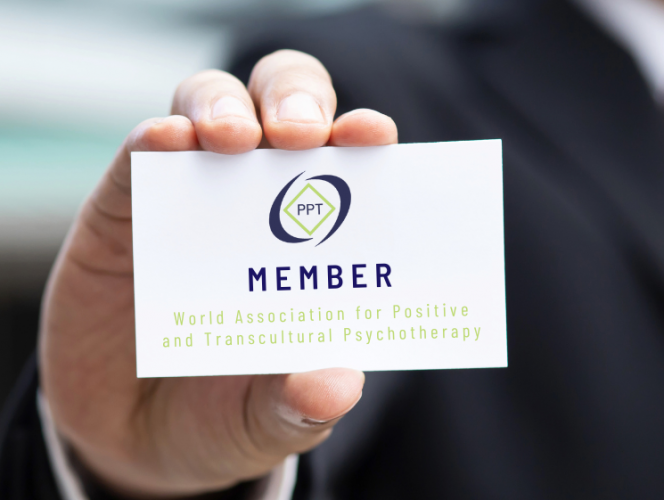 PPT
MEMBER
World Association for Positive
and Transcultural Psychotherapy